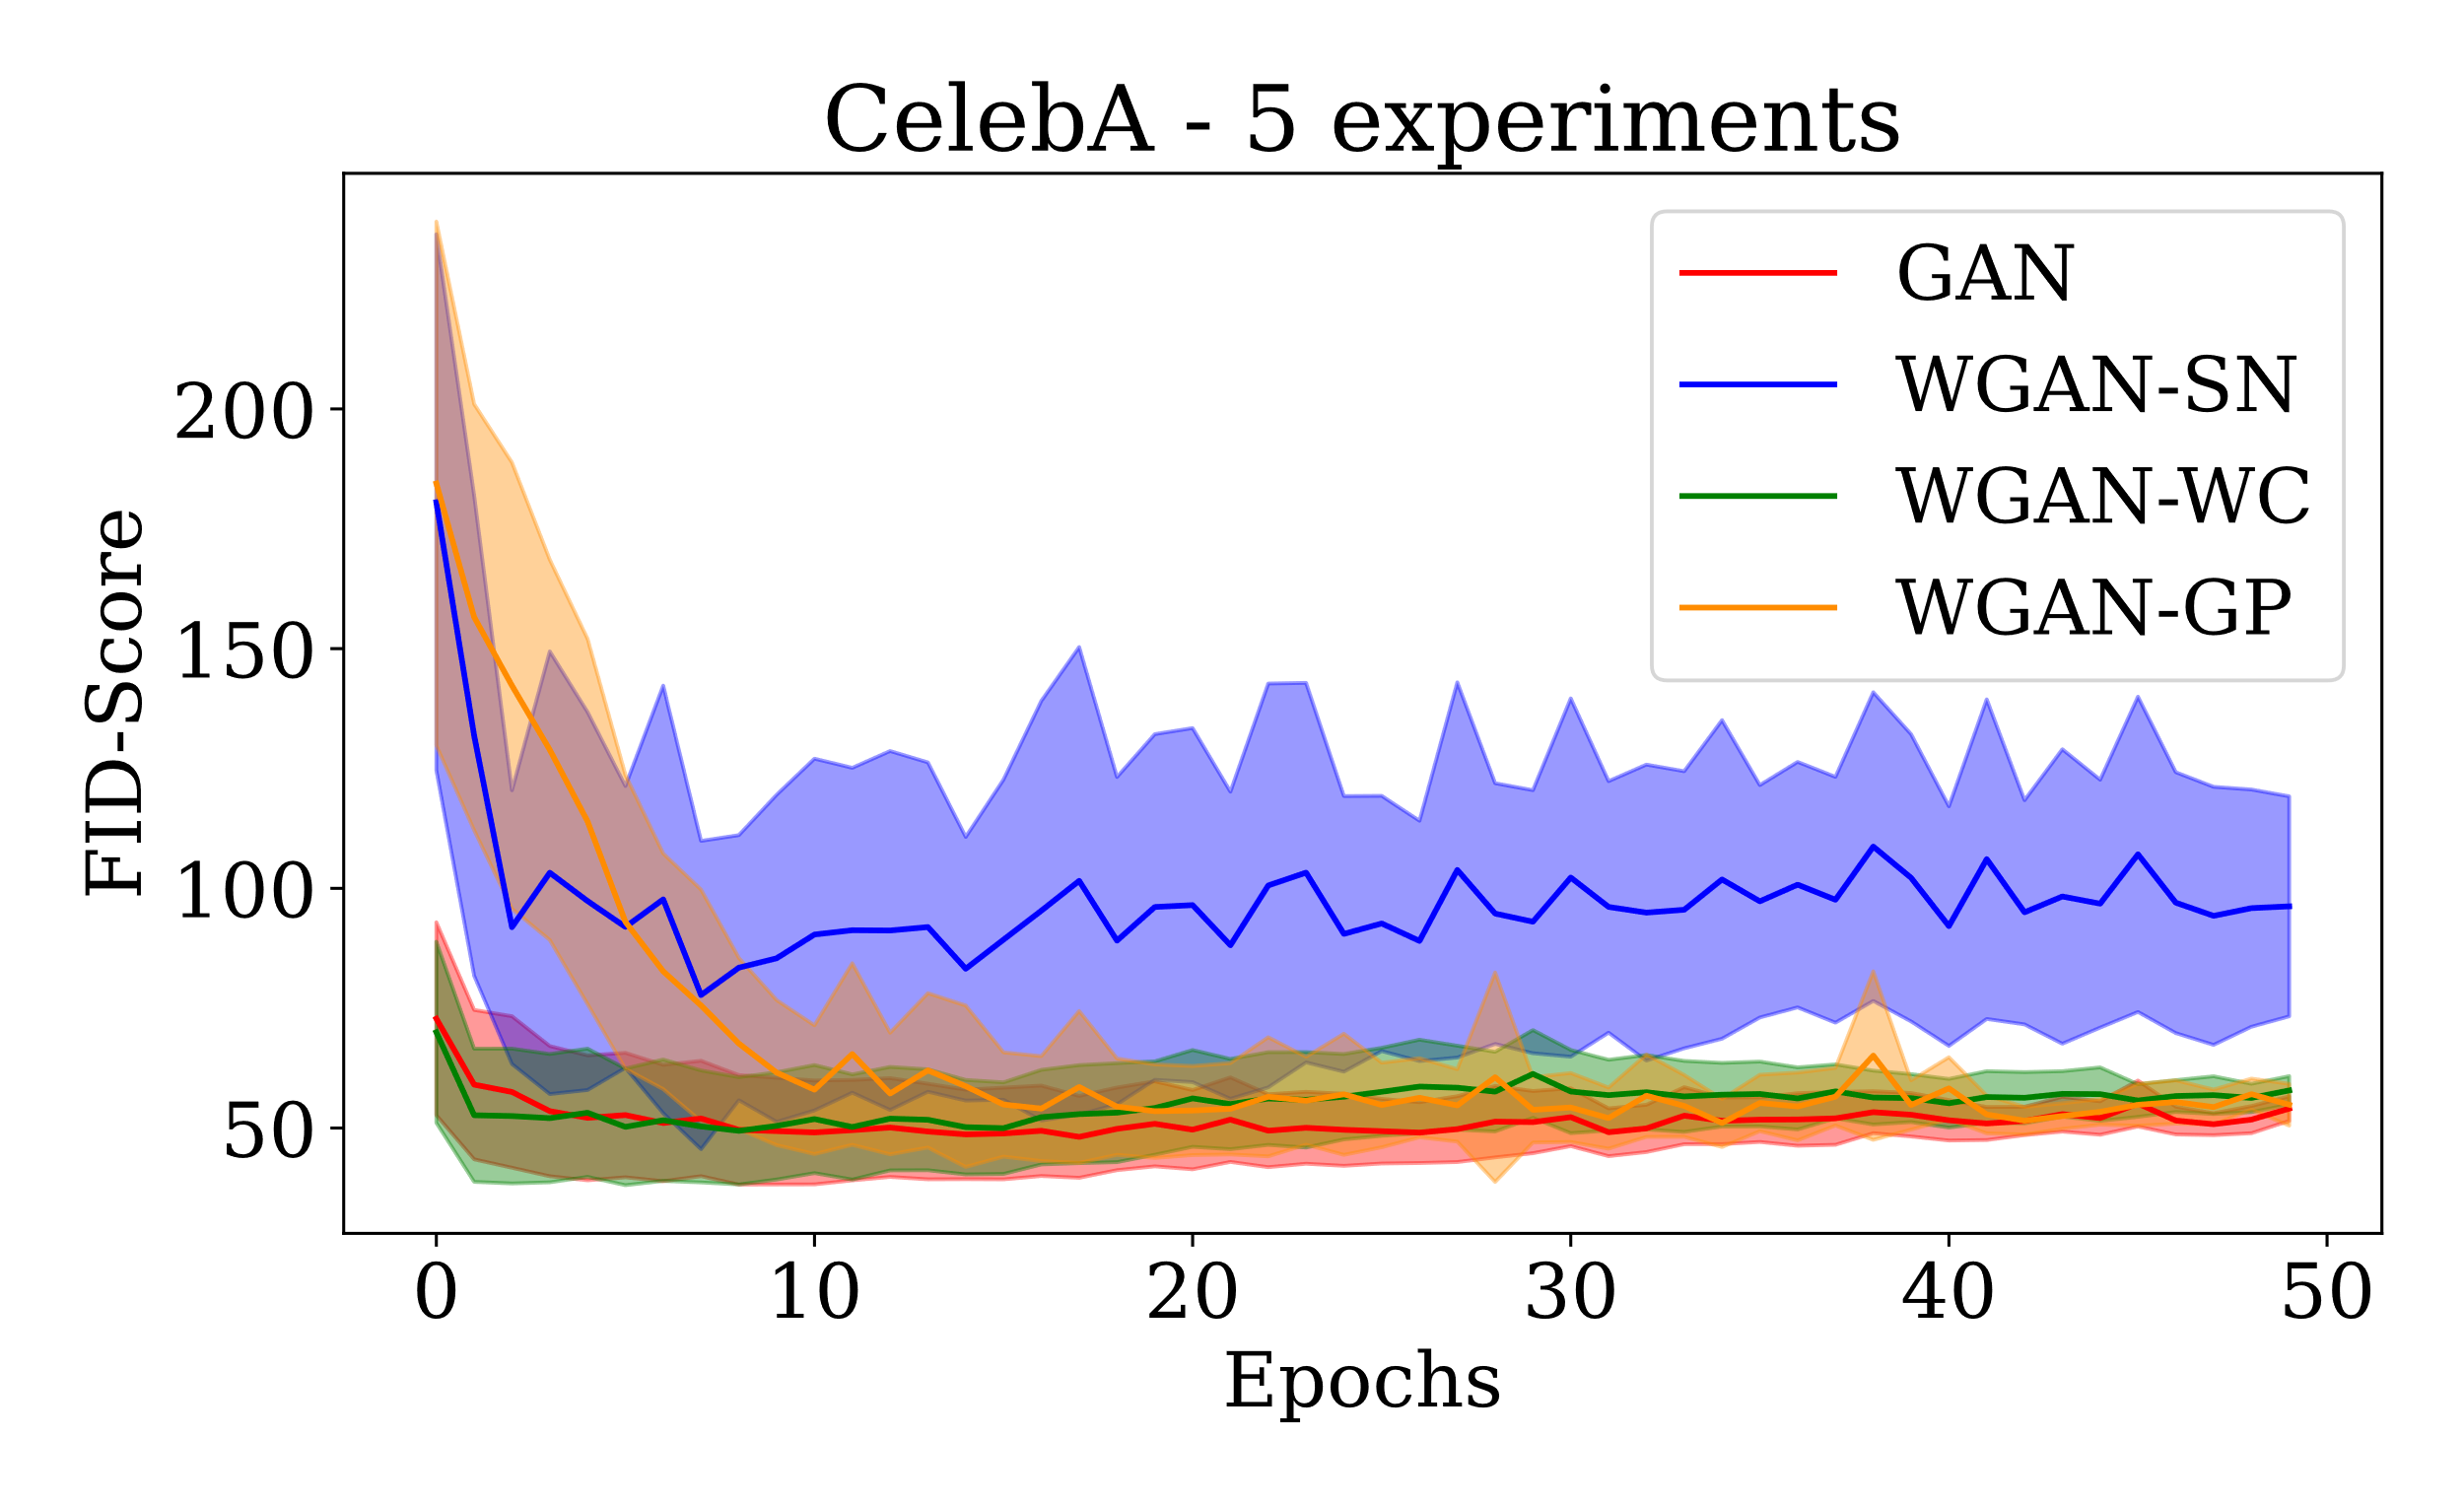 CelebA - 5 experiments
GAN
WGAN-SN
WGAN-WC
WGAN-GP
FID-Score
200
150
100
50
0 10 20 30 40 50
Epochs